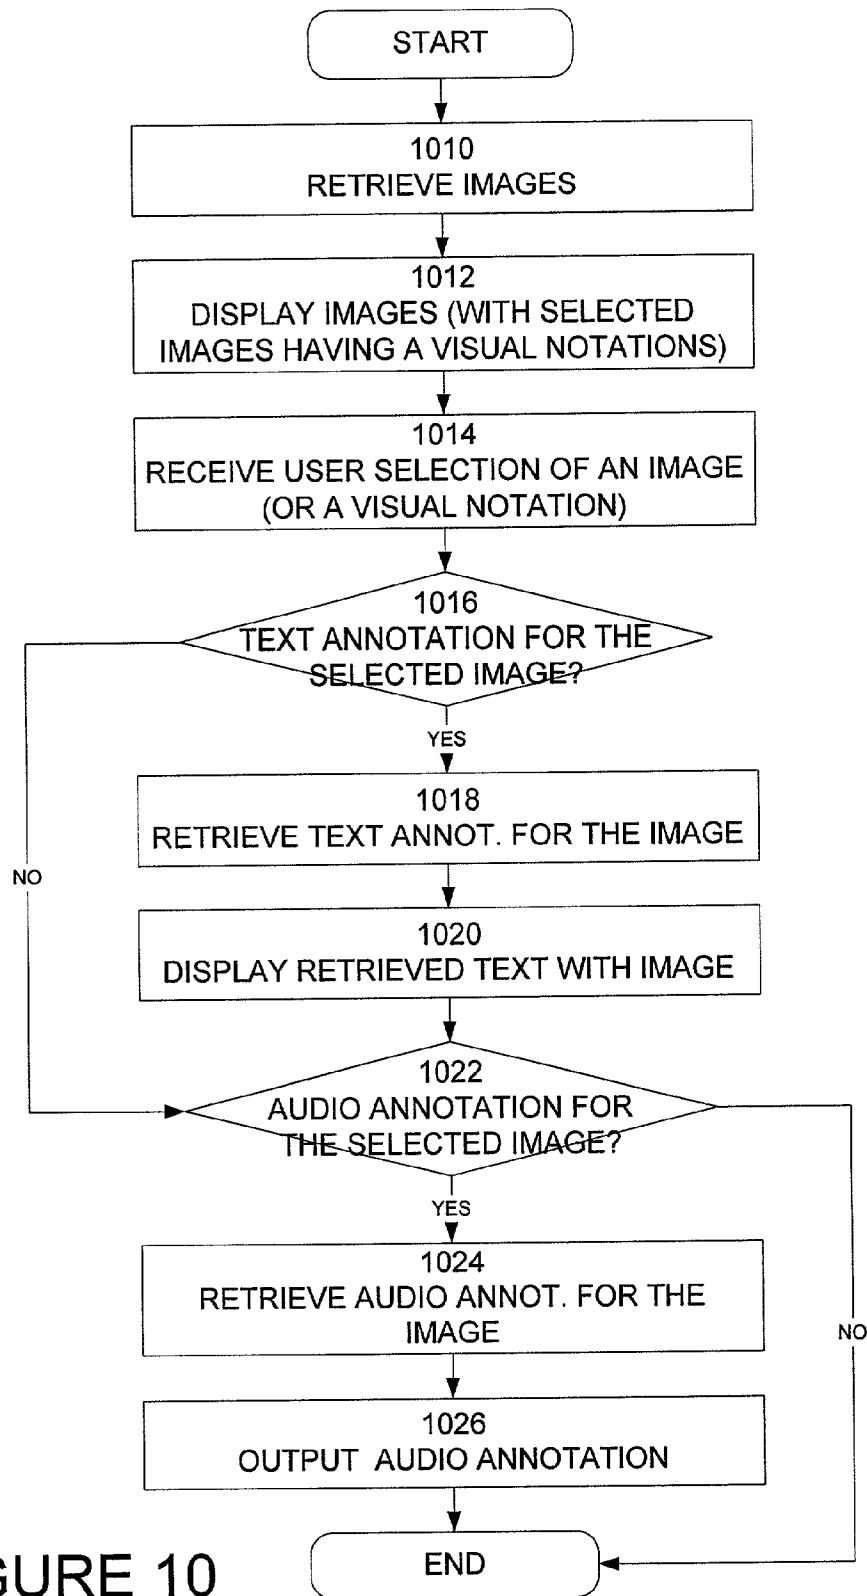 START
1010
RETRIEVE IMAGES
1012
DISPLAY IMAGES (WITH SELECTED
IMAGES HAVING A VISUAL NOTATIONS)
1014
RECEIVE USER SELECTION OF AN IMAGE
(OR A VISUAL NOTATION)
1016
TEXT ANNOTATION FOR THE
SELECTED IMAGE?
YES
1018
RETRIEVE TEXT ANNOT. FOR THE IMAGE
NO
1020
DISPLAY RETRIEVED TEXT WITH IMAGE
1022
AUDIO ANNOTATION FOR
THE SELECTED IMAGE?
YES
1024
RETRIEVE AUDIO ANNOT. FOR THE
IMAGE
NO
1026
OUTPUT AUDIO ANNOTATION
END
GURE 10